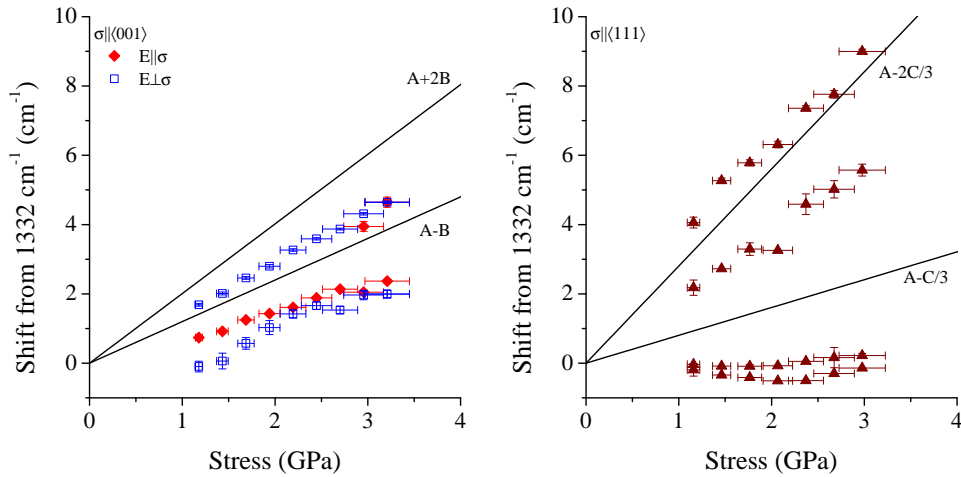 σ||⟨001⟩
E||σ
E⊥σ
A+2B
A-B
10
8
6
4
2
0
0
1
2
3
4
Shift from 1332 cm⁻¹ (cm⁻¹)
Stress (GPa)
σ||⟨111⟩
A-2C/3
A-C/3
10
8
6
4
2
0
0
1
2
3
4
Shift from 1332 cm⁻¹ (cm⁻¹)
Stress (GPa)